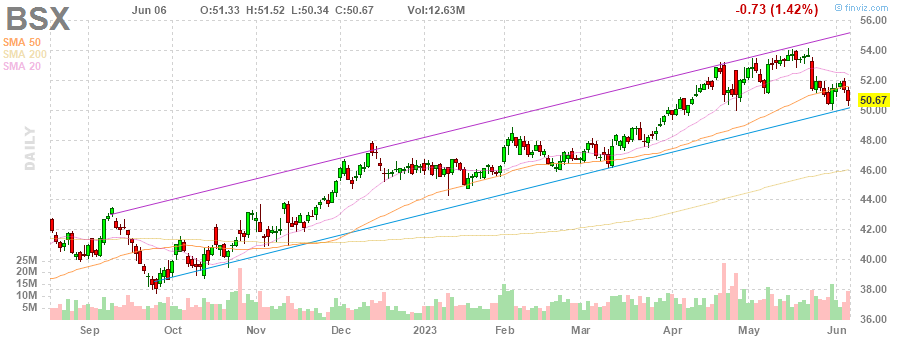 BSX
Jun 06 O:51.33 H:51.52 L:50.34 C:50.67 Vol:12.63M -0.73 (1.42%) @ finviz.com
SMA 50
SMA 200
SMA 20
DAILY
56.00
54.00
52.00
50.67
50.00
48.00
46.00
44.00
42.00
40.00
38.00
36.00
25M
20M
15M
10M
5M
Sep Oct Nov Dec 2023 Feb Mar Apr May Jun